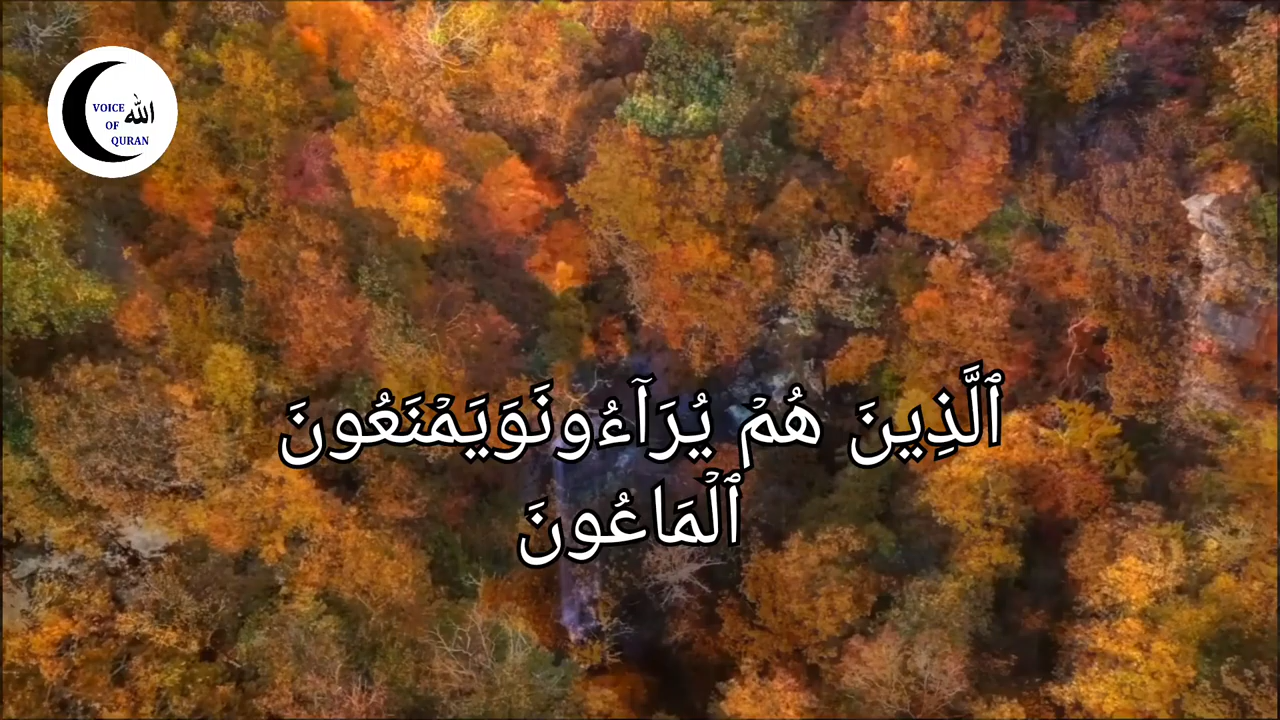 VOICE
الله
OF
QURAN
ٱلَّذِينَ هُمْ يُرَآءُونَوَيَمْنَعُونَ
ٱلْمَاعُونَ